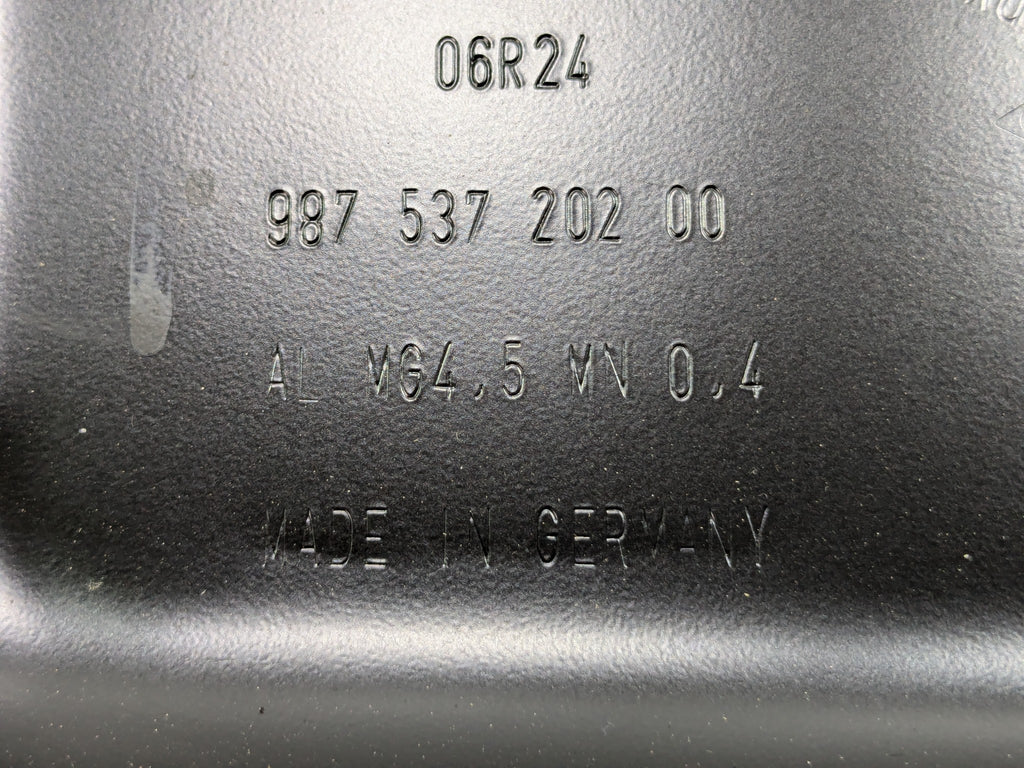 06R24
987 537 202 00
AL MG4.5 MN 0.4
MADE IN GERMANY